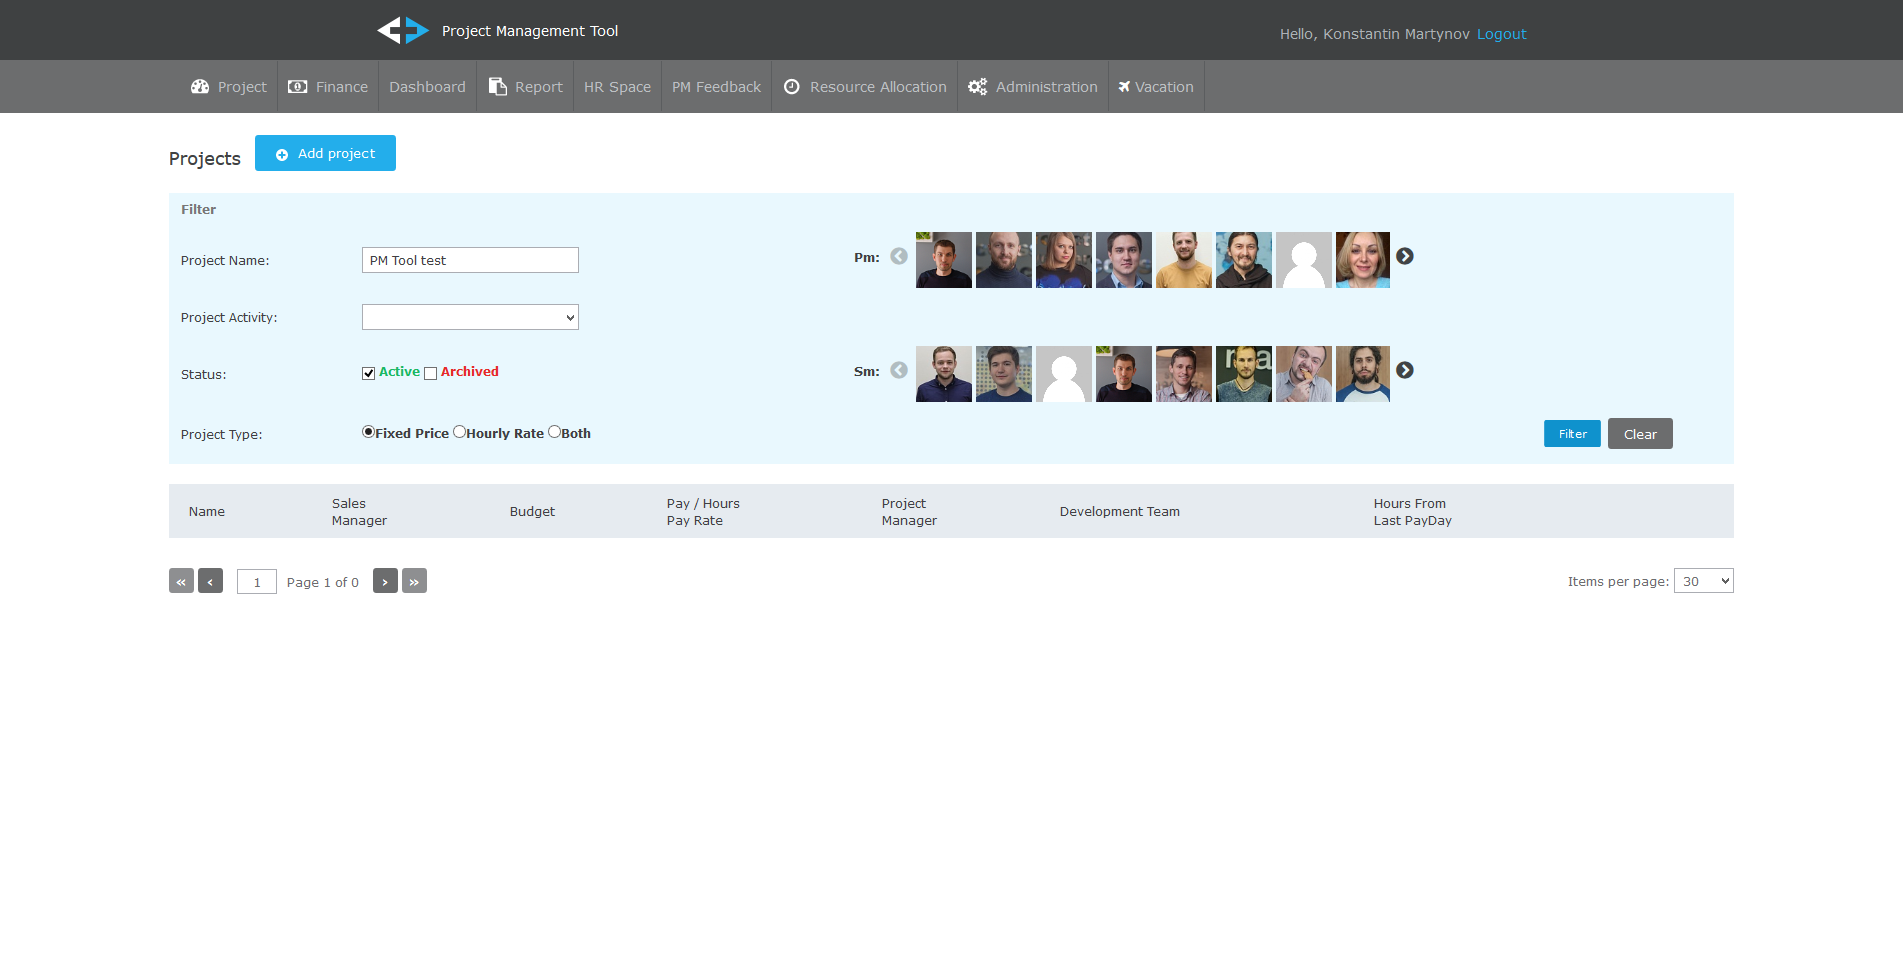 Project Management Tool
Hello, Konstantin Martynov Logout
Project Finance Dashboard Report HR Space PM Feedback Resource Allocation Administration Vacation
Projects
Add project
Filter
Project Name: PM Tool test
Pm:
Project Activity:
Status: Active Archived
Sm:
Project Type: Fixed Price Hourly Rate Both
Filter Clear
Name Sales Manager Budget Pay / Hours Pay Rate Project Manager Development Team Hours From Last PayDay
« ‹ 1 Page 1 of 0 › »
Items per page: 30